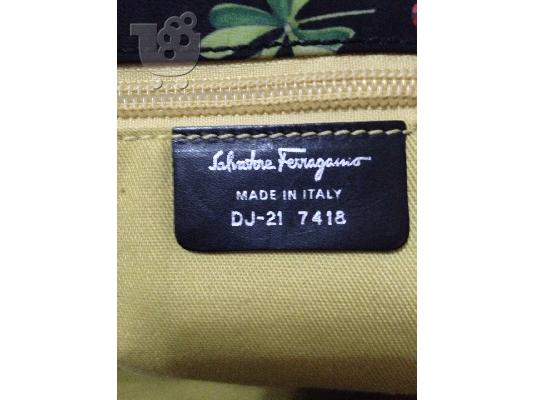 Salvatore Ferragamo
MADE IN ITALY
DJ-21 7418